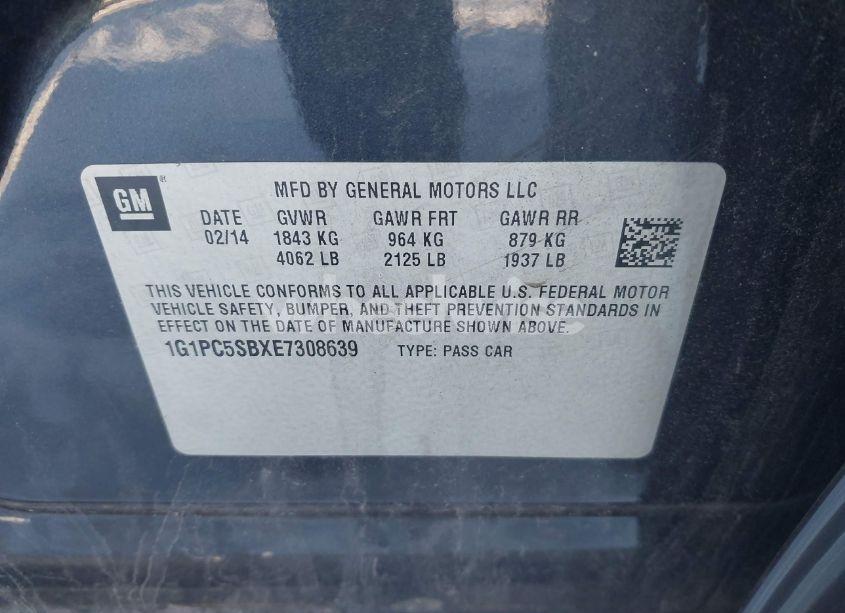 GM
MFD BY GENERAL MOTORS LLC
DATE GVWR GAWR FRT GAWR RR
02/14 1843 KG 964 KG 879 KG
4062 LB 2125 LB 1937 LB
THIS VEHICLE CONFORMS TO ALL APPLICABLE U.S. FEDERAL MOTOR
VEHICLE SAFETY, BUMPER, AND THEFT PREVENTION STANDARDS IN
EFFECT ON THE DATE OF MANUFACTURE SHOWN ABOVE.
1G1PC5SBXE7308639 TYPE: PASS CAR